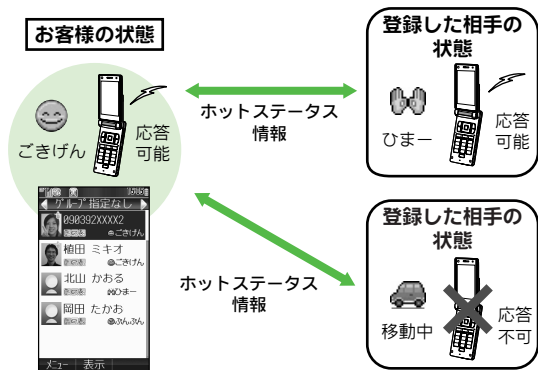 お客様の状態
ごきげん
応答
可能
ホットステータス
情報
登録した相手の
状態
ひまー
応答
可能
グループ指定なし
090392XXXX2
ごきげん
植田 ミキオ
ごきげん
北山 かおる
ひまー
岡田 たかお
ぷんぷん
メニュー 表示
ホットステータス
情報
登録した相手の
状態
移動中
応答
不可